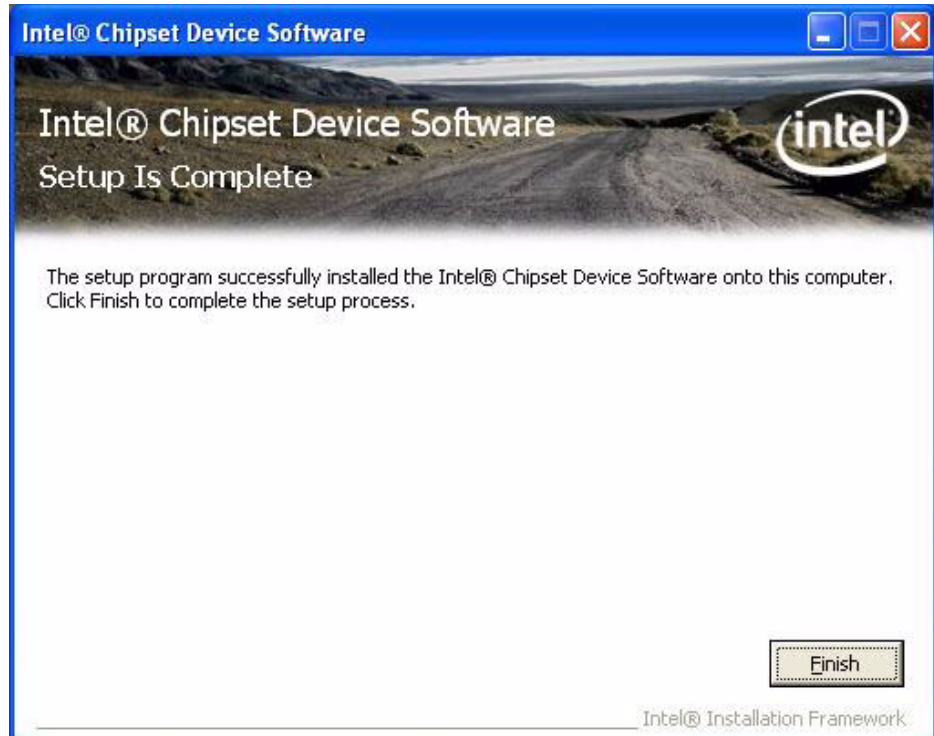 Intel® Chipset Device Software
Intel® Chipset Device Software
intel
Setup Is Complete
The setup program successfully installed the Intel® Chipset Device Software onto this computer.
Click Finish to complete the setup process.
Finish
Intel® Installation Framework